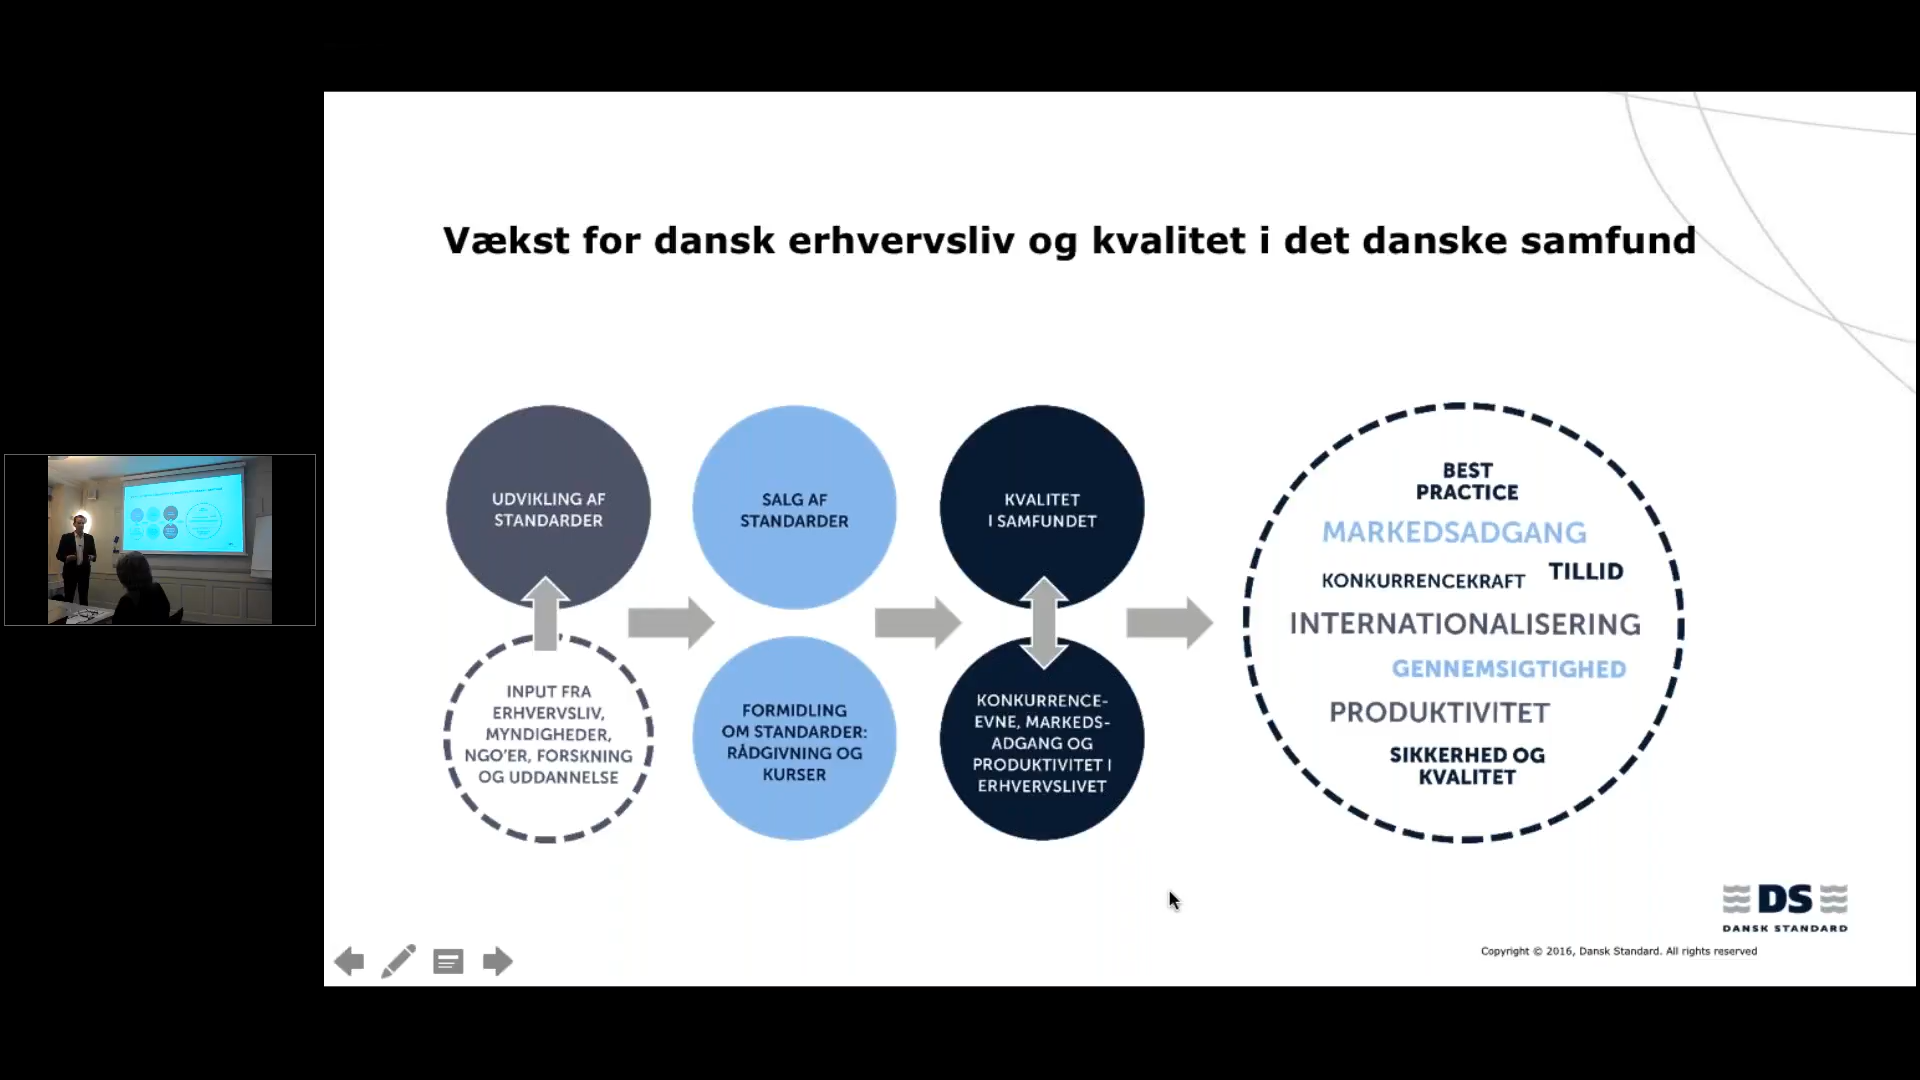 Vækst for dansk erhvervsliv og kvalitet i det danske samfund
UDVIKLING AF
STANDARDER
INPUT FRA
ERHVERVSLIV,
MYNDIGHEDER,
NGO'ER, FORSKNING
OG UDDANNELSE
SALG AF
STANDARDER
FORMIDLING
OM STANDARDER:
RÅDGIVNING OG
KURSER
KVALITET
I SAMFUNDET
KONKURRENCE-
EVNE, MARKEDS-
ADGANG OG
PRODUKTIVITET I
ERHVERVSLIVET
BEST
PRACTICE
MARKEDSADGANG
KONKURRENCEKRAFT TILLID
INTERNATIONALISERING
GENNEMSIGTIGHED
PRODUKTIVITET
SIKKERHED OG
KVALITET
DS
DANSK STANDARD
Copyright © 2016, Dansk Standard. All rights reserved